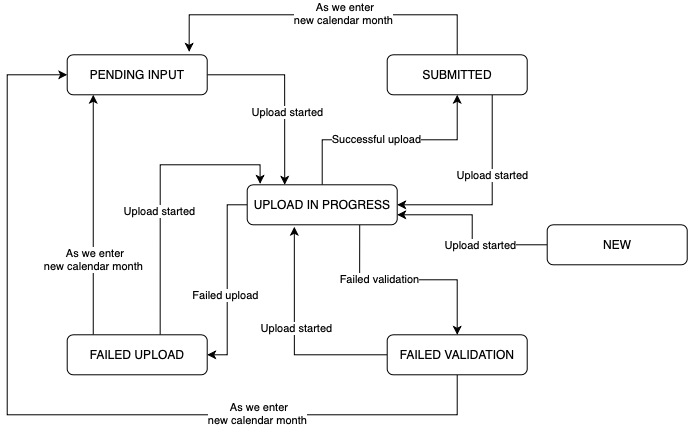 As we enter
new calendar month
PENDING INPUT
SUBMITTED
Upload started
Successful upload
Upload started
Upload started
UPLOAD IN PROGRESS
Upload started
NEW
As we enter
new calendar month
Failed validation
Failed upload
Upload started
FAILED UPLOAD
FAILED VALIDATION
As we enter
new calendar month